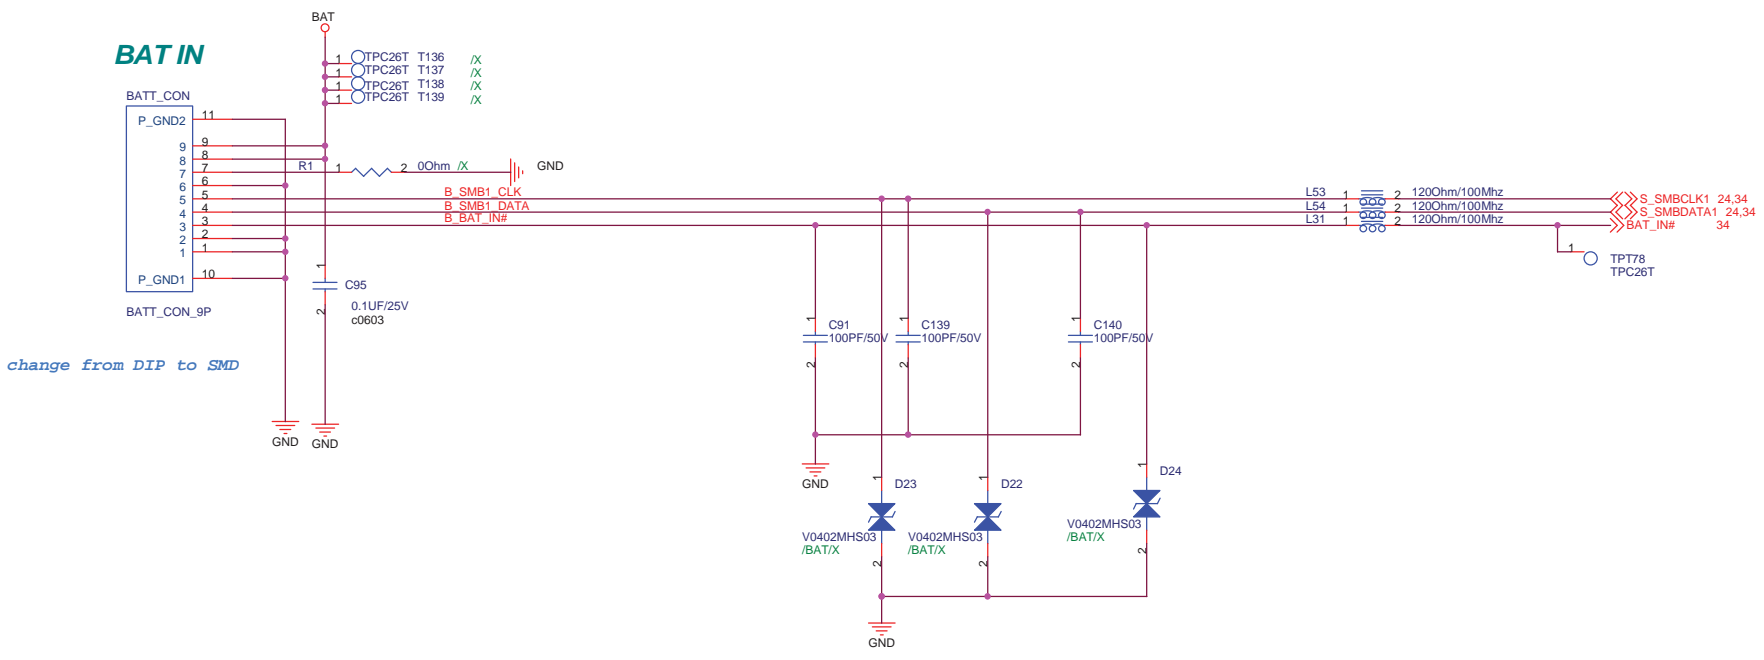 BAT
BAT IN
1 TPC26T T136 /X
1 TPC26T T137 /X
1 TPC26T T138 /X
1 TPC26T T139 /X
BATT_CON
P_GND2 11
9 9
8 8
7 7
R1 1 2 0Ohm /X GND
6 6
5 5 B_SMB1_CLK L53 1 2 120Ohm/100Mhz S_SMBCLK1 24,34
4 4 B_SMB1_DATA L54 1 2 120Ohm/100Mhz S_SMBDATA1 24,34
3 3 B_BAT_IN# L31 1 2 120Ohm/100Mhz BAT_IN# 34
2 2
1 1
P_GND1 10
BATT_CON_9P
1 TPT78
TPC26T
1 C95 2
0.1UF/25V
c0603
1 C91 2
100PF/50V
1 C139 2
100PF/50V
1 C140 2
100PF/50V
change from DIP to SMD
GND
GND
GND
1 D23 2
V0402MHS03
/BAT/X
1 D22 2
V0402MHS03
/BAT/X
1 D24 2
V0402MHS03
/BAT/X
GND